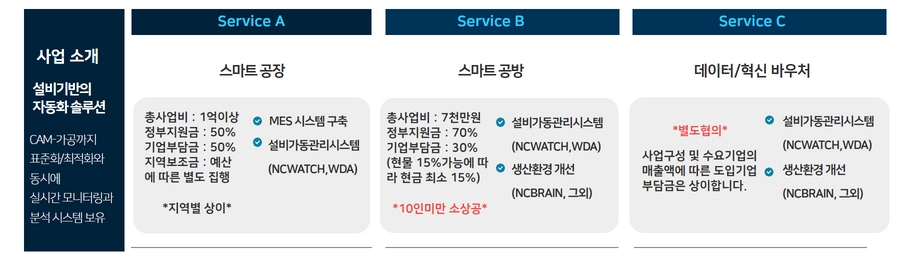 사업 소개
설비기반의
자동화 솔루션
CAM-가공까지
표준화/최적화와
동시에
실시간 모니터링과
분석 시스템 보유
Service A
스마트 공장
총사업비 : 1억이상
정부지원금 : 50%
기업부담금 : 50%
지역보조금 : 예산
에 따른 별도 집행
*지역별 상이*
MES 시스템 구축
설비가동관리시스템
(NCWATCH,WDA)
Service B
스마트 공방
총사업비 : 7천만원
정부지원금 : 70%
기업부담금 : 30%
(현물 15%가능에 따
라 현금 최소 15%)
*10인미만 소상공*
설비가동관리시스템
(NCWATCH,WDA)
생산환경 개선
(NCBRAIN, 그외)
Service C
데이터/혁신 바우처
*별도협의*
사업구성 및 수요기업의
매출액에 따른 도입기업
부담금은 상이합니다.
설비가동관리시스템
(NCWATCH,WDA)
생산환경 개선
(NCBRAIN, 그외)